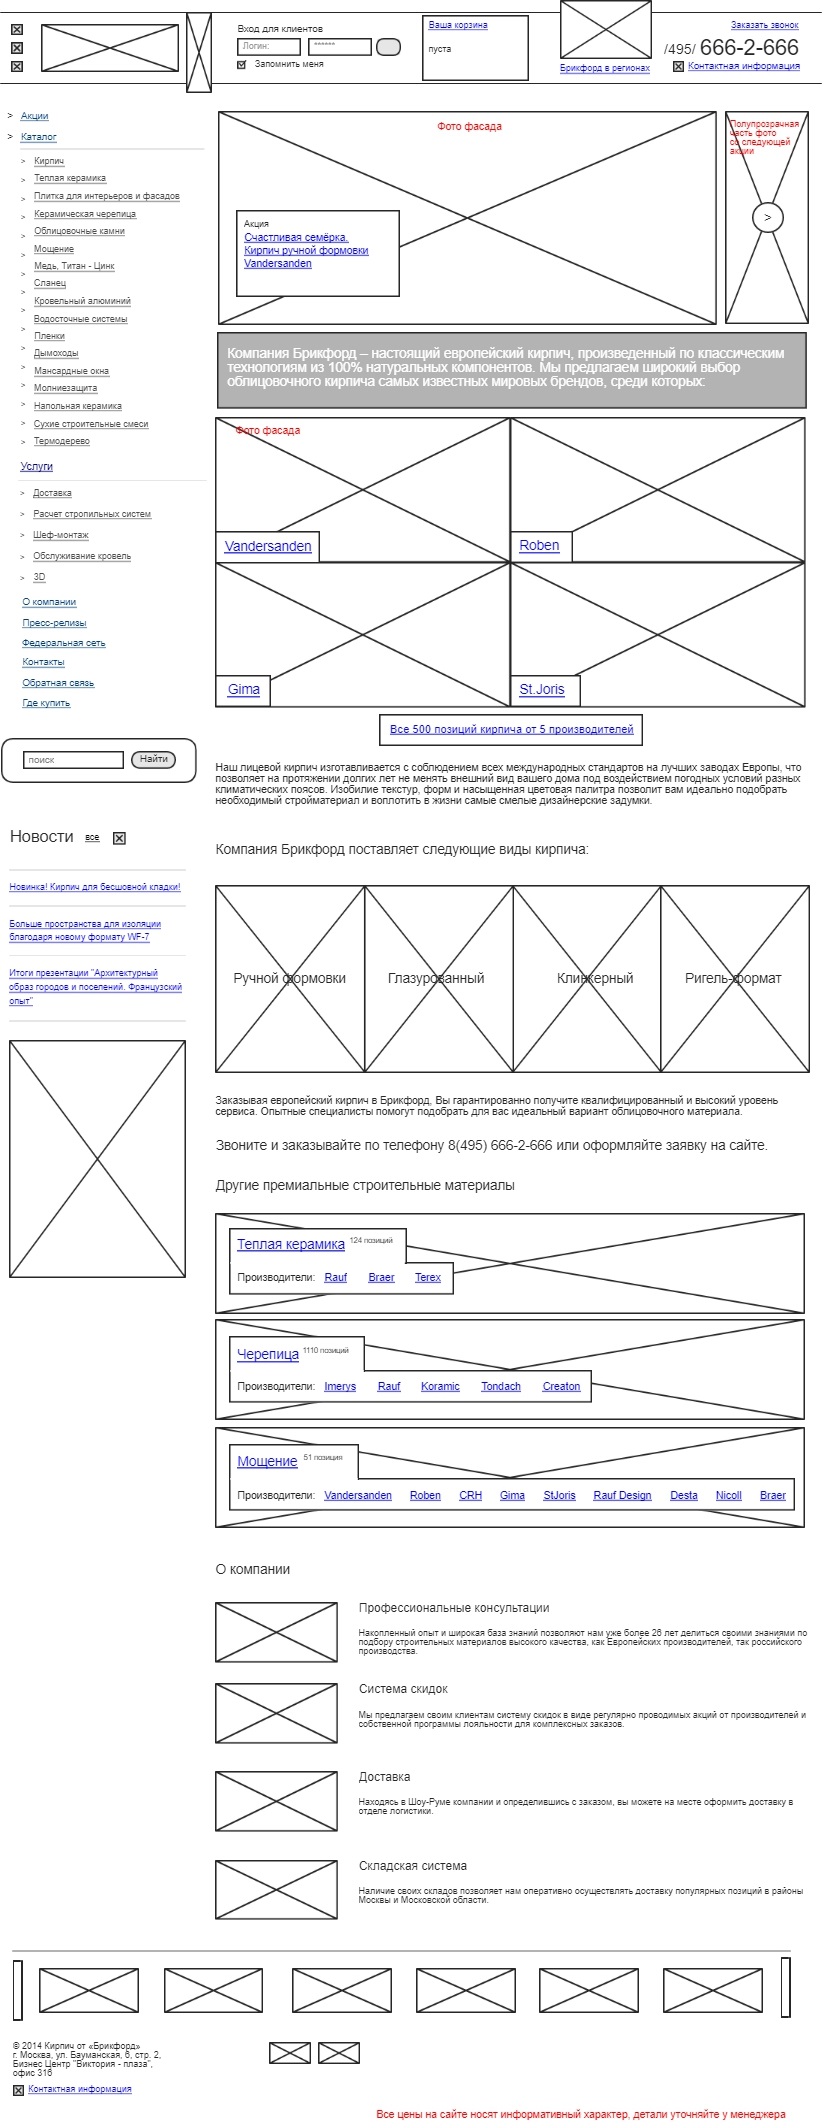 Вход для клиентов
Логин:
******
Запомнить меня
Ваша корзина
пуста
Брикфорд в регионах
Заказать звонок
/495/ 666-2-666
Контактная информация
> Акции
> Каталог
> Кирпич
> Теплая керамика
> Плитка для интерьеров и фасадов
> Керамическая черепица
> Облицовочные камни
> Мощение
> Медь, Титан - Цинк
> Сланец
> Кровельный алюминий
> Водосточные системы
> Пленки
> Дымоходы
> Мансардные окна
> Молниезащита
> Напольная керамика
> Сухие строительные смеси
> Термодерево
Услуги
> Доставка
> Расчет стропильных систем
> Шеф-монтаж
> Обслуживание кровель
> 3D
О компании
Пресс-релизы
Федеральная сеть
Контакты
Обратная связь
Где купить
поиск
Найти
Новости все
Новинка! Кирпич для бесшовной кладки!
Больше пространства для изоляции
благодаря новому формату WF-7
Итоги презентации "Архитектурный
образ городов и поселений. Французский
опыт"
Фото фасада
Акция
Счастливая семёрка.
Кирпич ручной формовки
Vandersanden
Полупрозрачная
часть фото
со следующей
акции
>
Компания Брикфорд – настоящий европейский кирпич, произведенный по классическим
технологиям из 100% натуральных компонентов. Мы предлагаем широкий выбор
облицовочного кирпича самых известных мировых брендов, среди которых:
Фото фасада
Vandersanden
Roben
Gima
St.Joris
Все 500 позиций кирпича от 5 производителей
Наш лицевой кирпич изготавливается с соблюдением всех международных стандартов на лучших заводах Европы, что
позволяет на протяжении долгих лет не менять внешний вид вашего дома под воздействием погодных условий разных
климатических поясов. Изобилие текстур, форм и насыщенная цветовая палитра позволит вам идеально подобрать
необходимый стройматериал и воплотить в жизни самые смелые дизайнерские задумки.
Компания Брикфорд поставляет следующие виды кирпича:
Ручной формовки
Глазурованный
Клинкерный
Ригель-формат
Заказывая европейский кирпич в Брикфорд, Вы гарантированно получите квалифицированный и высокий уровень
сервиса. Опытные специалисты помогут подобрать для вас идеальный вариант облицовочного материала.
Звоните и заказывайте по телефону 8(495) 666-2-666 или оформляйте заявку на сайте.
Другие премиальные строительные материалы
Теплая керамика 124 позиций
Производители: Rauf Braer Terex
Черепица 1110 позиций
Производители: Imerys Rauf Koramic Tondach Creaton
Мощение 51 позиция
Производители: Vandersanden Roben CRH Gima StJoris Rauf Design Desta Nicoll Braer
О компании
Профессиональные консультации
Накопленный опыт и широкая база знаний позволяют нам уже более 26 лет делиться своими знаниями по
подбору строительных материалов высокого качества, как Европейских производителей, так российского
производства.
Система скидок
Мы предлагаем своим клиентам систему скидок в виде регулярно проводимых акций от производителей и
собственной программы лояльности для комплексных заказов.
Доставка
Находясь в Шоу-Руме компании и определившись с заказом, вы можете на месте оформить доставку в
отделе логистики.
Складская система
Наличие своих складов позволяет нам оперативно осуществлять доставку популярных позиций в районы
Москвы и Московской области.
© 2014 Кирпич от «Брикфорд»
г. Москва, ул. Бауманская, 6, стр. 2,
Бизнес Центр "Виктория - плаза",
офис 316
Контактная информация
Все цены на сайте носят информативный характер, детали уточняйте у менеджера